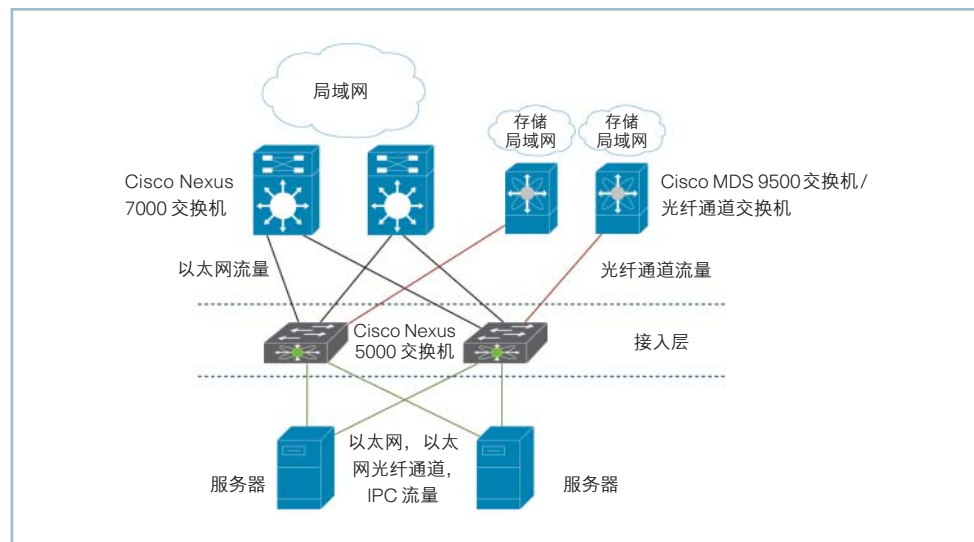 局域网
存储
局域网
存储
局域网
Cisco Nexus
7000 交换机
Cisco MDS 9500 交换机/
光纤通道交换机
以太网流量
光纤通道流量
Cisco Nexus
5000 交换机
接入层
以太网，以太
网光纤通道，
IPC 流量
服务器
服务器